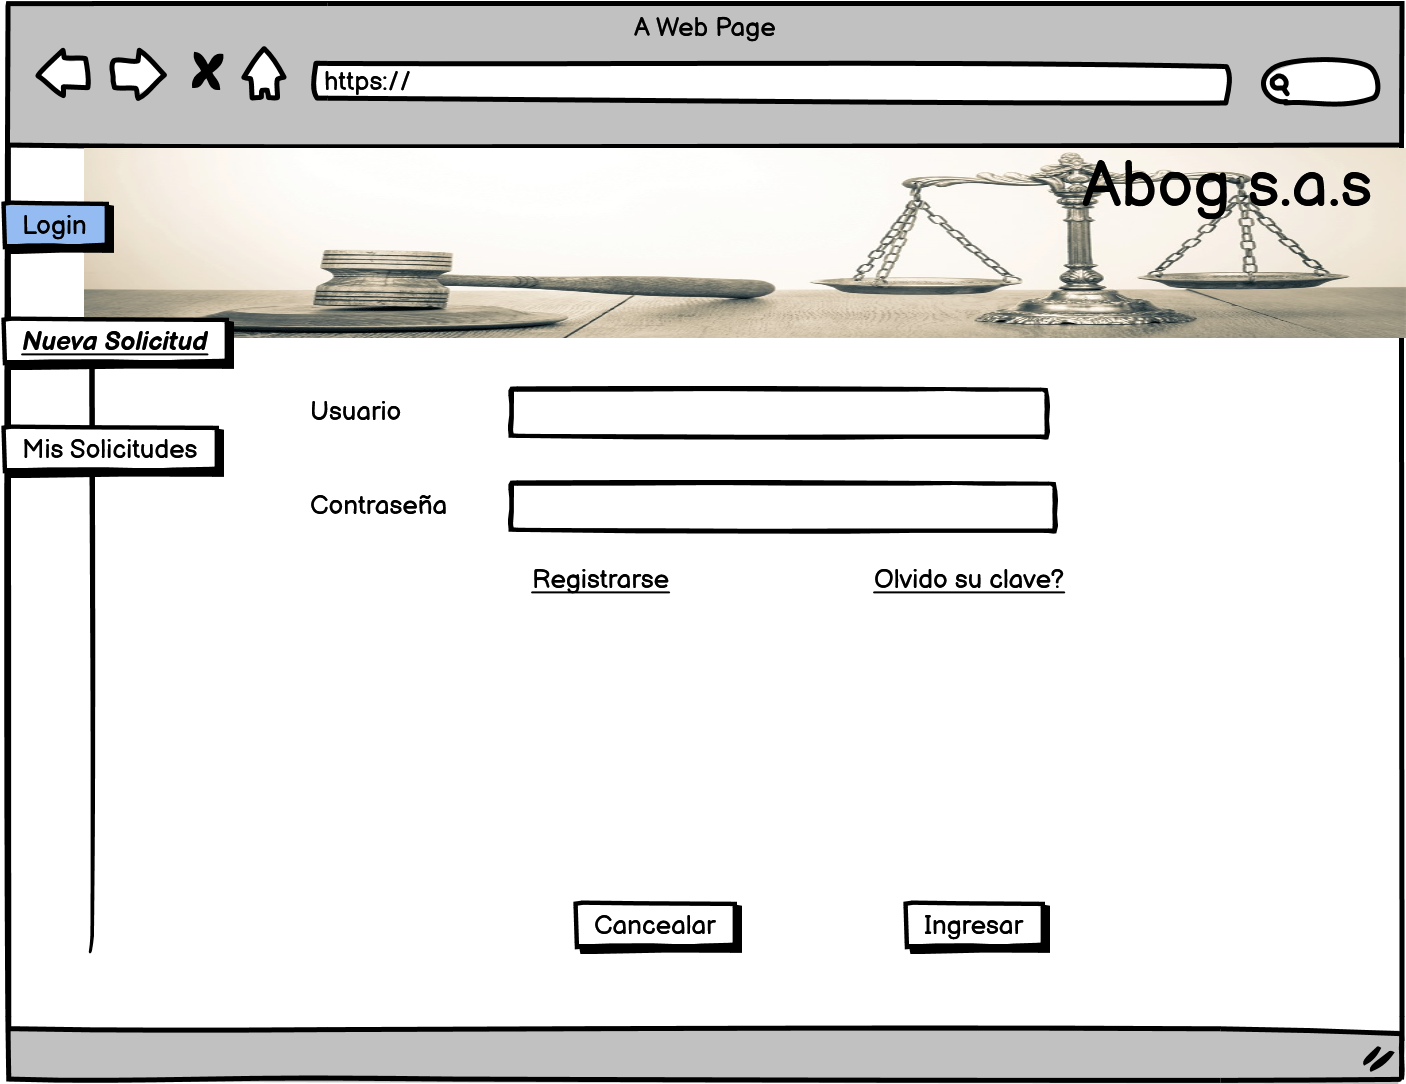 A Web Page
https://
Abog s.a.s
Login
Nueva Solicitud
Usuario
Mis Solicitudes
Contraseña
Registrarse
Olvido su clave?
Cancealar
Ingresar